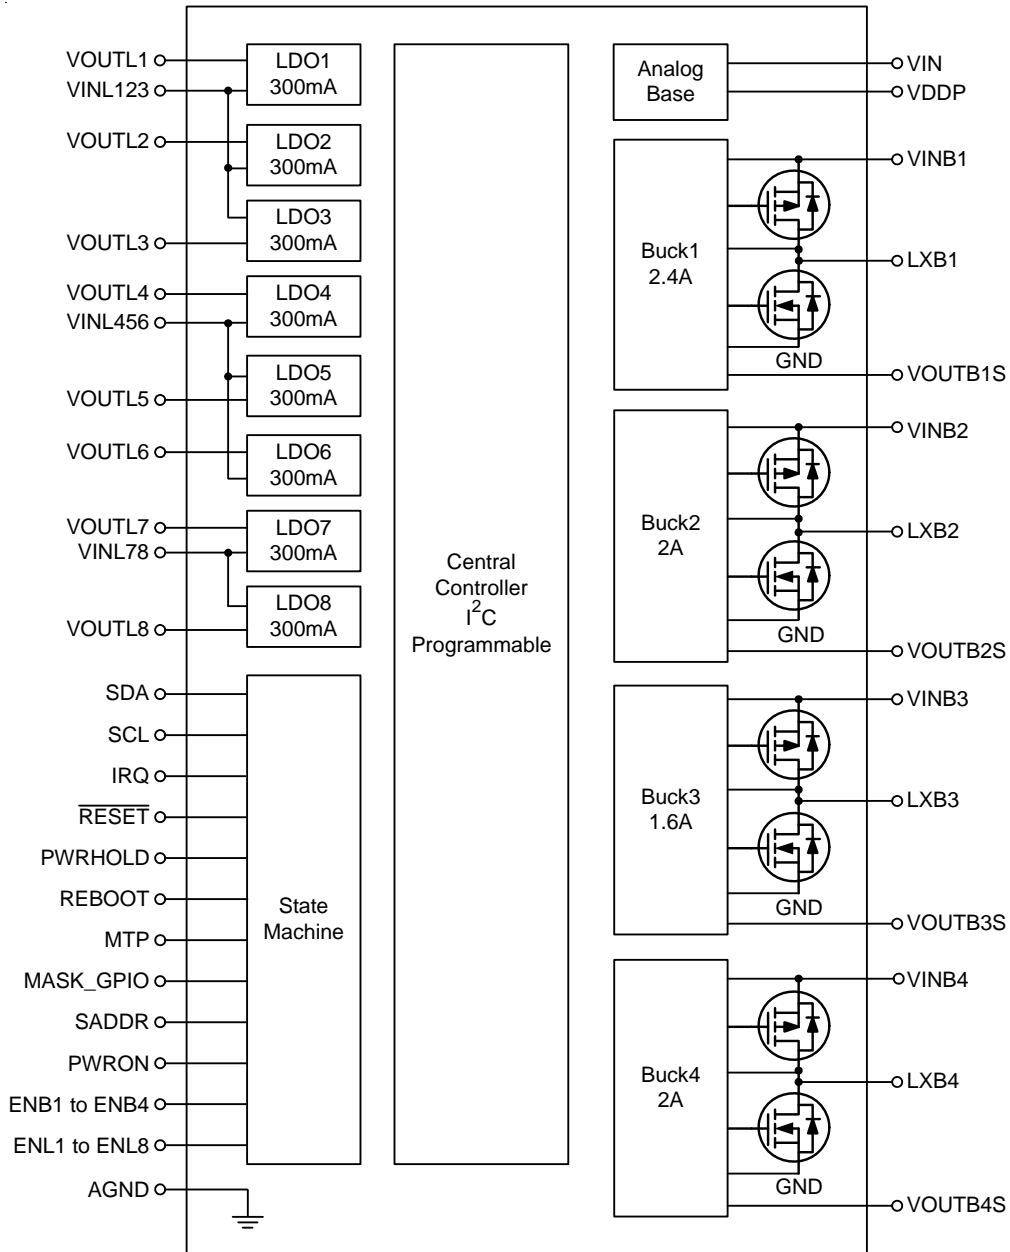 VOUTL1
VINL123
VOUTL2
VOUTL3
VOUTL4
VINL456
VOUTL5
VOUTL6
VOUTL7
VINL78
VOUTL8
SDA
SCL
IRQ
RESET
PWRHOLD
REBOOT
MTP
MASK_GPIO
SADDR
PWRON
ENB1 to ENB4
ENL1 to ENL8
AGND
LDO1
300mA
LDO2
300mA
LDO3
300mA
LDO4
300mA
LDO5
300mA
LDO6
300mA
LDO7
300mA
LDO8
300mA
State
Machine
Central
Controller
I²C
Programmable
Analog
Base
VIN
VDDP
Buck1
2.4A
GND
VINB1
LXB1
VOUTB1S
Buck2
2A
GND
VINB2
LXB2
VOUTB2S
Buck3
1.6A
GND
VINB3
LXB3
VOUTB3S
Buck4
2A
GND
VINB4
LXB4
VOUTB4S